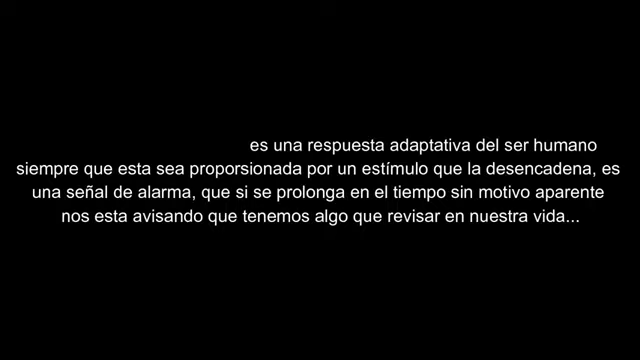 es una respuesta adaptativa del ser humano
siempre que esta sea proporsionada por un estímulo que la desencadena, es
una señal de alarma, que si se prolonga en el tiempo sin motivo aparente
nos esta avisando que tenemos algo que revisar en nuestra vida...